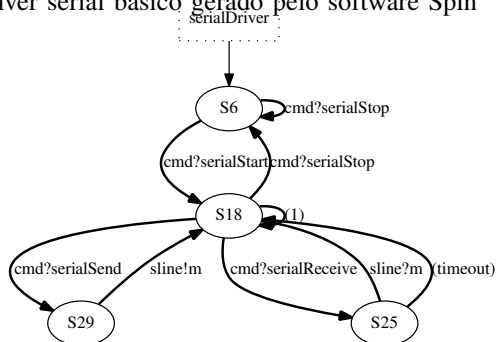 iver serial básico gerado pelo software Spin
serialDriver
S6
cmd?serialStop
cmd?serialStart
cmd?serialStop
S18
(1)
cmd?serialSend
sline!m
cmd?serialReceive
sline?m
(timeout)
S29
S25